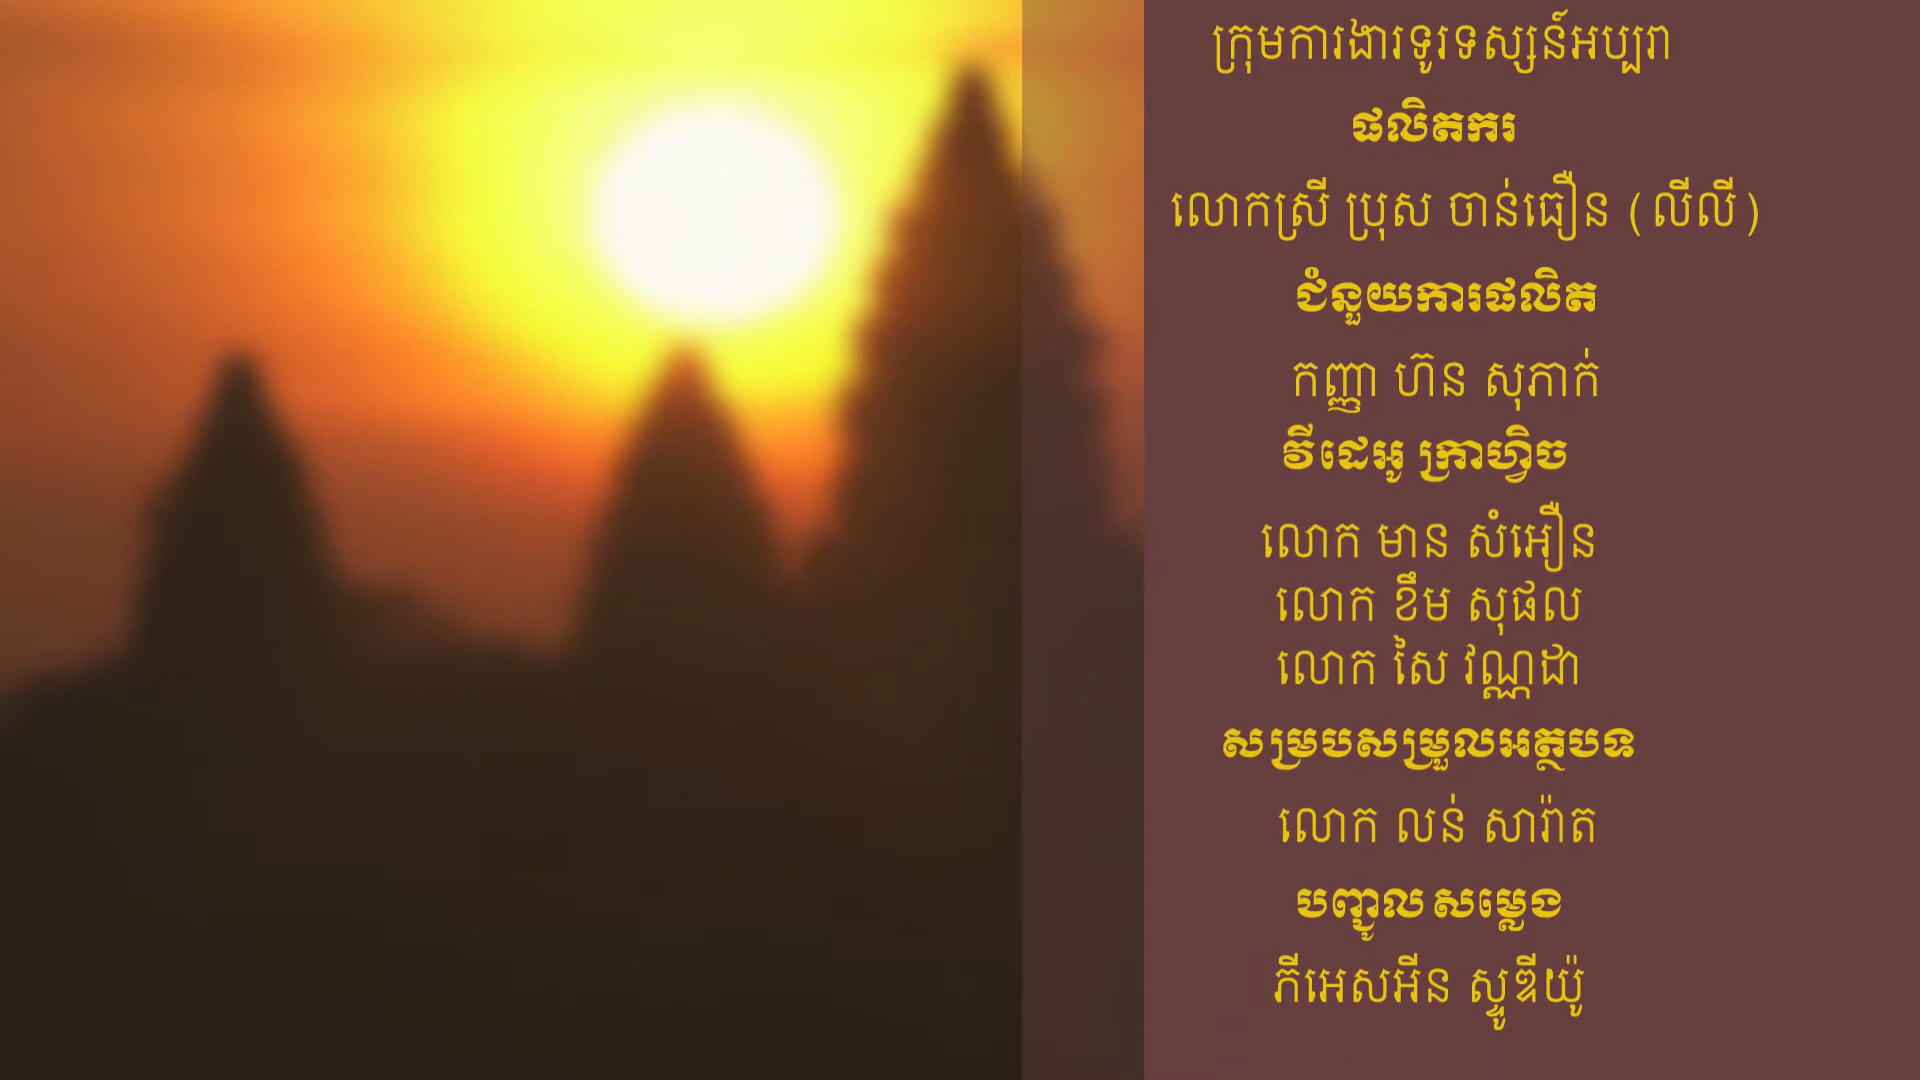 ក្រុមការងារទូរទស្សន៍អប្សរា
ផលិតករ
លោកស្រី ប្រុស ចាន់ធឿន (លីលី)
ជំនួយការផលិត
កញ្ញា ហ៊ន សុភាក់
វីដេអូ ក្រាហ្វិច
លោក មាន សំអឿន
លោក ខឹម សុផល
លោក សៃ វណ្ណដា
សម្របសម្រួលអត្ថបទ
លោក លន់ សារ៉ាត
បញ្ចូលសម្លេង
ភីអេសអីន ស្ទូឌីយ៉ូ